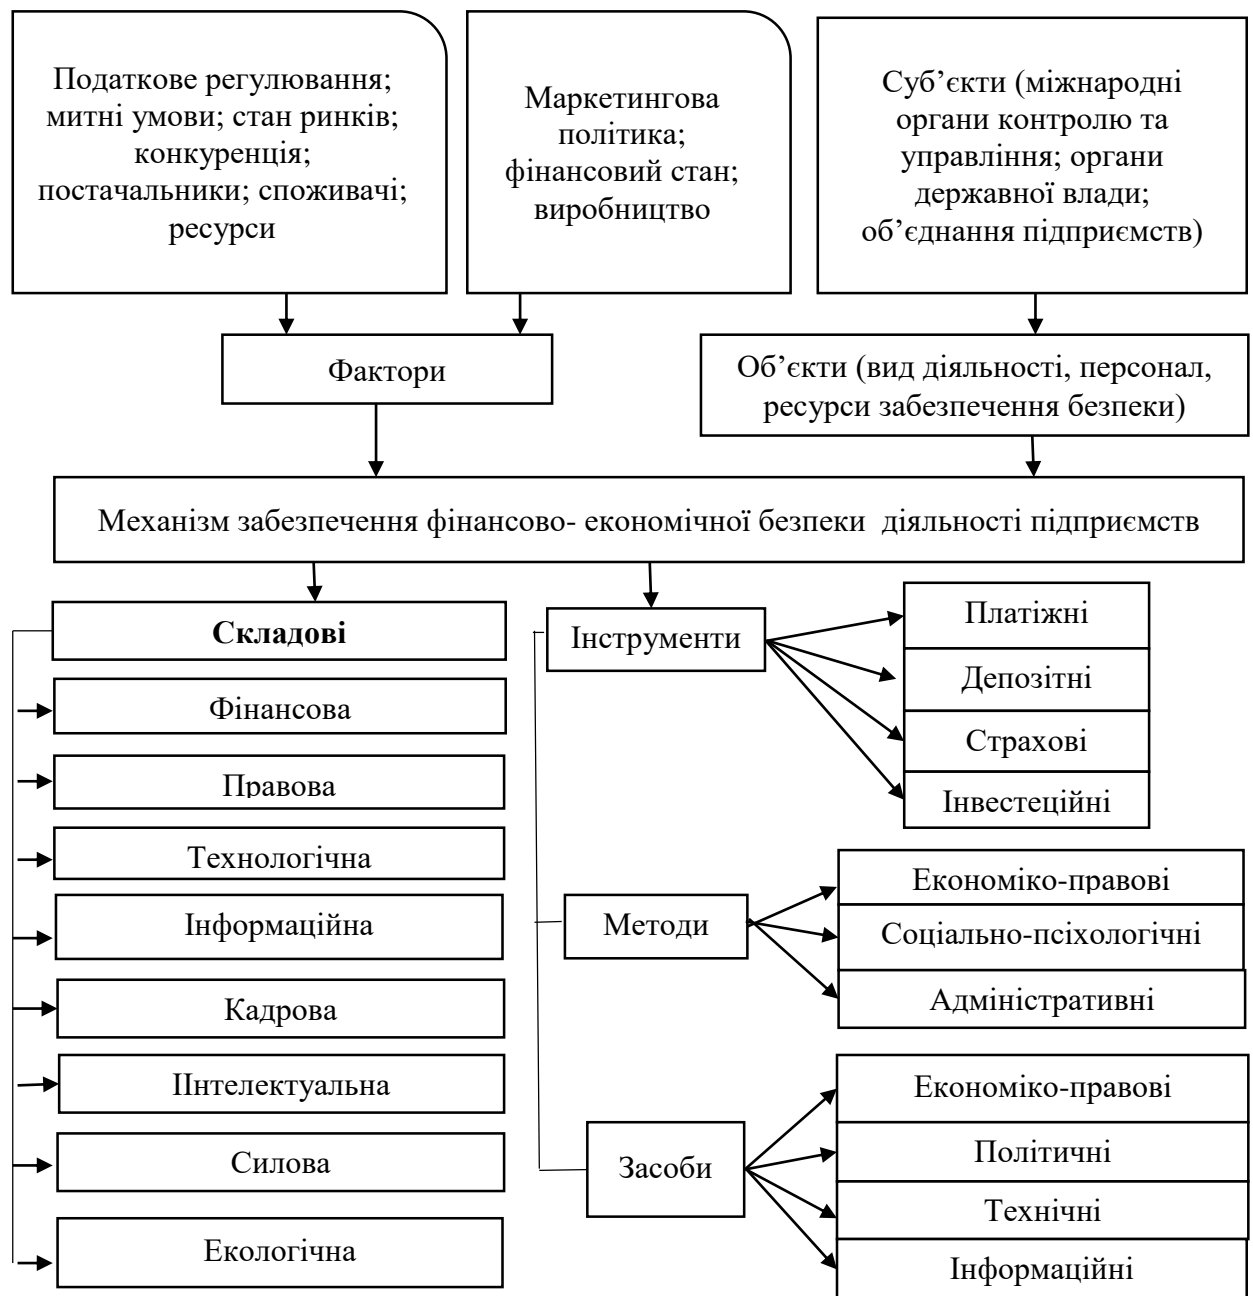 Податкове регулювання;
митні умови; стан ринків;
конкуренція;
постачальники; споживачі;
ресурси
Маркетингова
політика;
фінансовий стан;
виробництво
Суб’єкти (міжнародні
органи контролю та
управління; органи
державної влади;
об’єднання підприємств)
Фактори
Об’єкти (вид діяльності, персонал,
ресурси забезпечення безпеки)
Механізм забезпечення фінансово- економічної безпеки діяльності підприємств
Складові
Фінансова
Правова
Технологічна
Інформаційна
Кадрова
ІІнтелектуальна
Силова
Екологічна
Інструменти
Платіжні
Депозітні
Страхові
Інвестеційні
Методи
Економіко-правові
Соціально-псіхологічні
Адміністративні
Засоби
Економіко-правові
Політичні
Технічні
Інформаційні